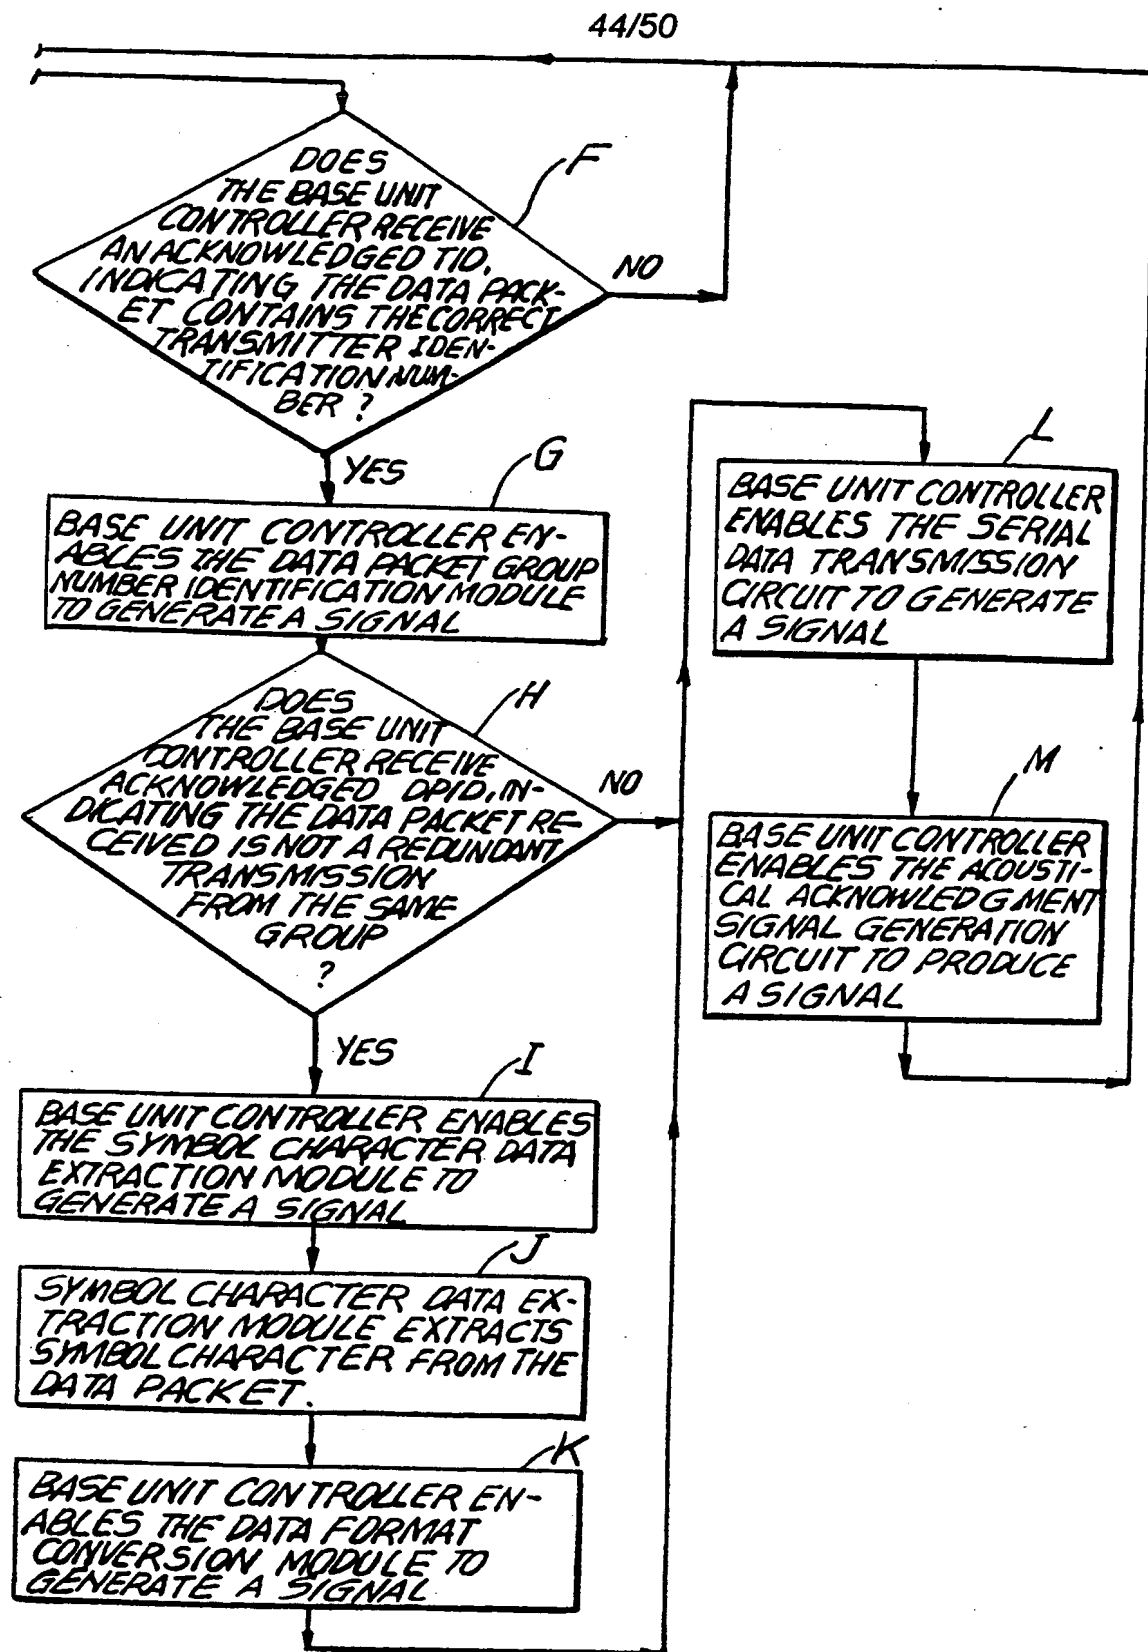 44/50
DOES
THE BASE UNIT
CONTROLLER RECEIVE
AN ACKNOWLEDGED TID,
INDICATING THE DATA PACK-
ET CONTAINS THE CORRECT
TRANSMITTER IDEN-
TIFICATION NUM-
BER ?
F
NO
YES
G
BASE UNIT CONTROLLER EN-
ABLES THE DATA PACKET GROUP
NUMBER IDENTIFICATION MODULE
TO GENERATE A SIGNAL
DOES
THE BASE UNIT
CONTROLLER RECEIVE
ACKNOWLEDGED DPID, IN-
DICATING THE DATA PACKET RE-
CEIVED IS NOT A REDUNDANT
TRANSMISSION
FROM THE SAME
GROUP
?
H
NO
YES
I
BASE UNIT CONTROLLER ENABLES
THE SYMBOL CHARACTER DATA
EXTRACTION MODULE TO
GENERATE A SIGNAL
J
SYMBOL CHARACTER DATA EX-
TRACTION MODULE EXTRACTS
SYMBOL CHARACTER FROM THE
DATA PACKET.
K
BASE UNIT CONTROLLER EN-
ABLES THE DATA FORMAT
CONVERSION MODULE TO
GENERATE A SIGNAL
L
BASE UNIT CONTROLLER
ENABLES THE SERIAL
DATA TRANSMISSION
CIRCUIT TO GENERATE
A SIGNAL
M
BASE UNIT CONTROLLER
ENABLES THE ACOUSTI-
CAL ACKNOWLEDGMENT
SIGNAL GENERATION
CIRCUIT TO PRODUCE
A SIGNAL